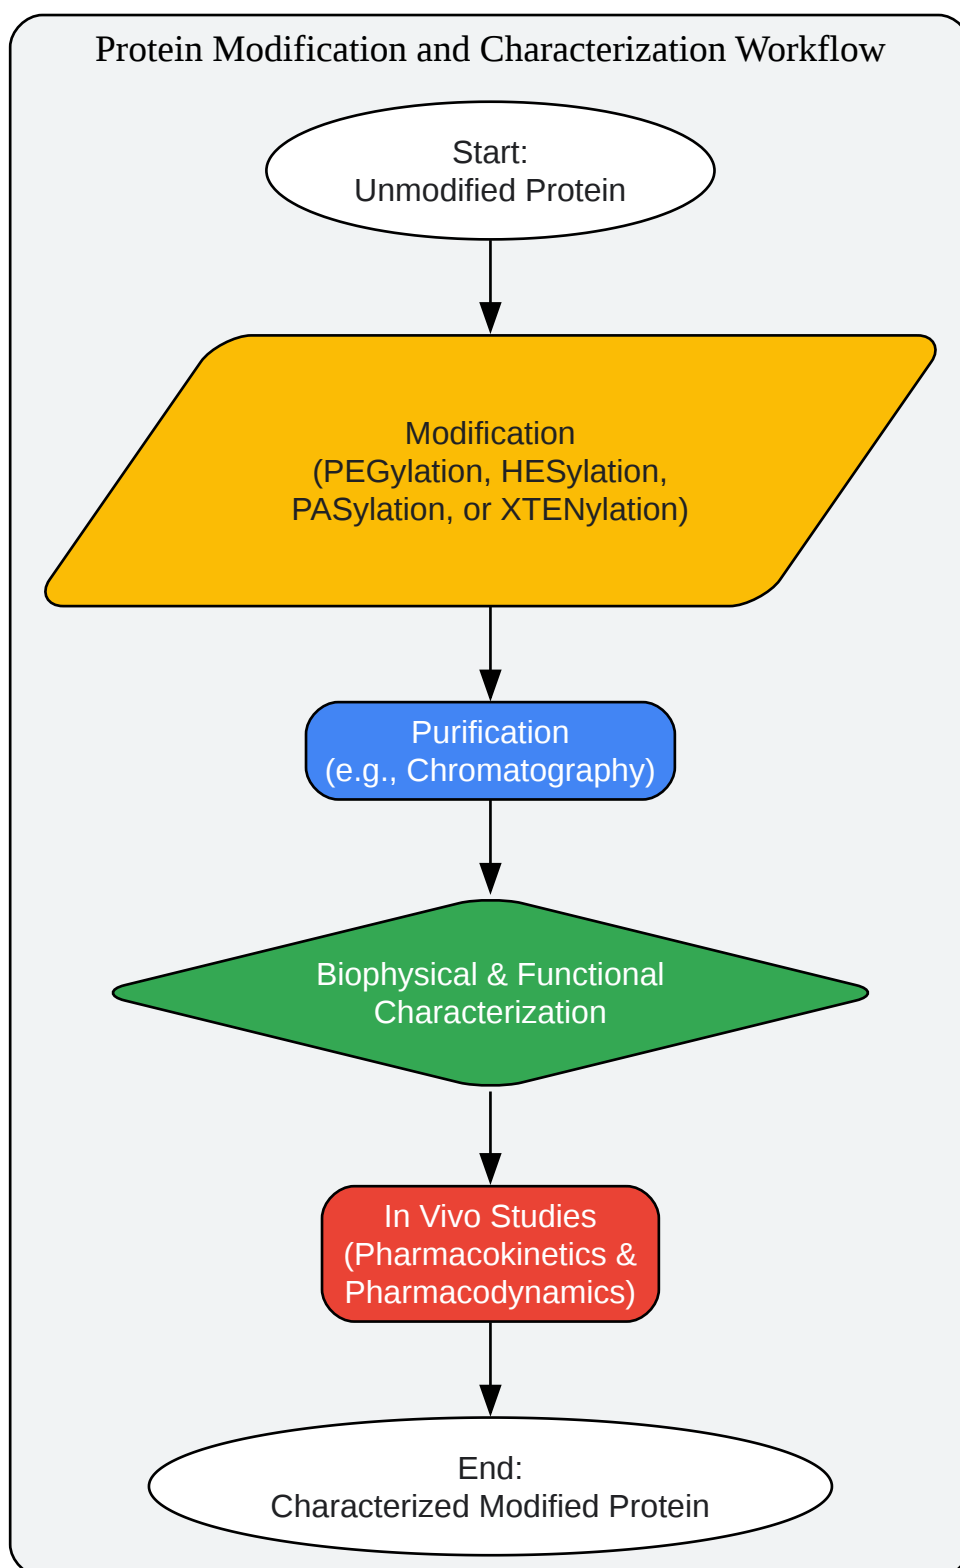 Protein Modification and Characterization Workflow
Start:
Unmodified Protein
Modification
(PEGylation, HESylation,
PASylation, or XTENylation)
Purification
(e.g., Chromatography)
Biophysical & Functional
Characterization
In Vivo Studies
(Pharmacokinetics &
Pharmacodynamics)
End:
Characterized Modified Protein